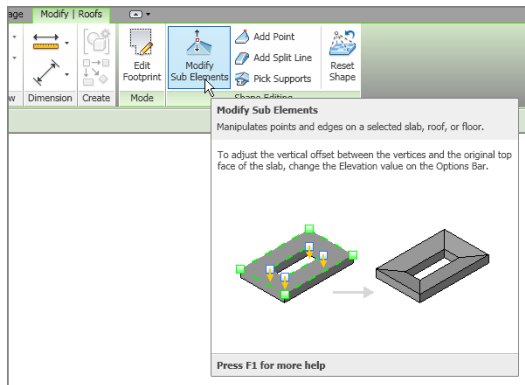 age Modify | Roofs
Add Point
Add Split Line
Pick Supports
Edit
Footprint
Modify
Sub Elements
Reset
Shape
w Dimension Create Mode Shape Editing
Modify Sub Elements
Manipulates points and edges on a selected slab, roof, or floor.
To adjust the vertical offset between the vertices and the original top
face of the slab, change the Elevation value on the Options Bar.
Press F1 for more help